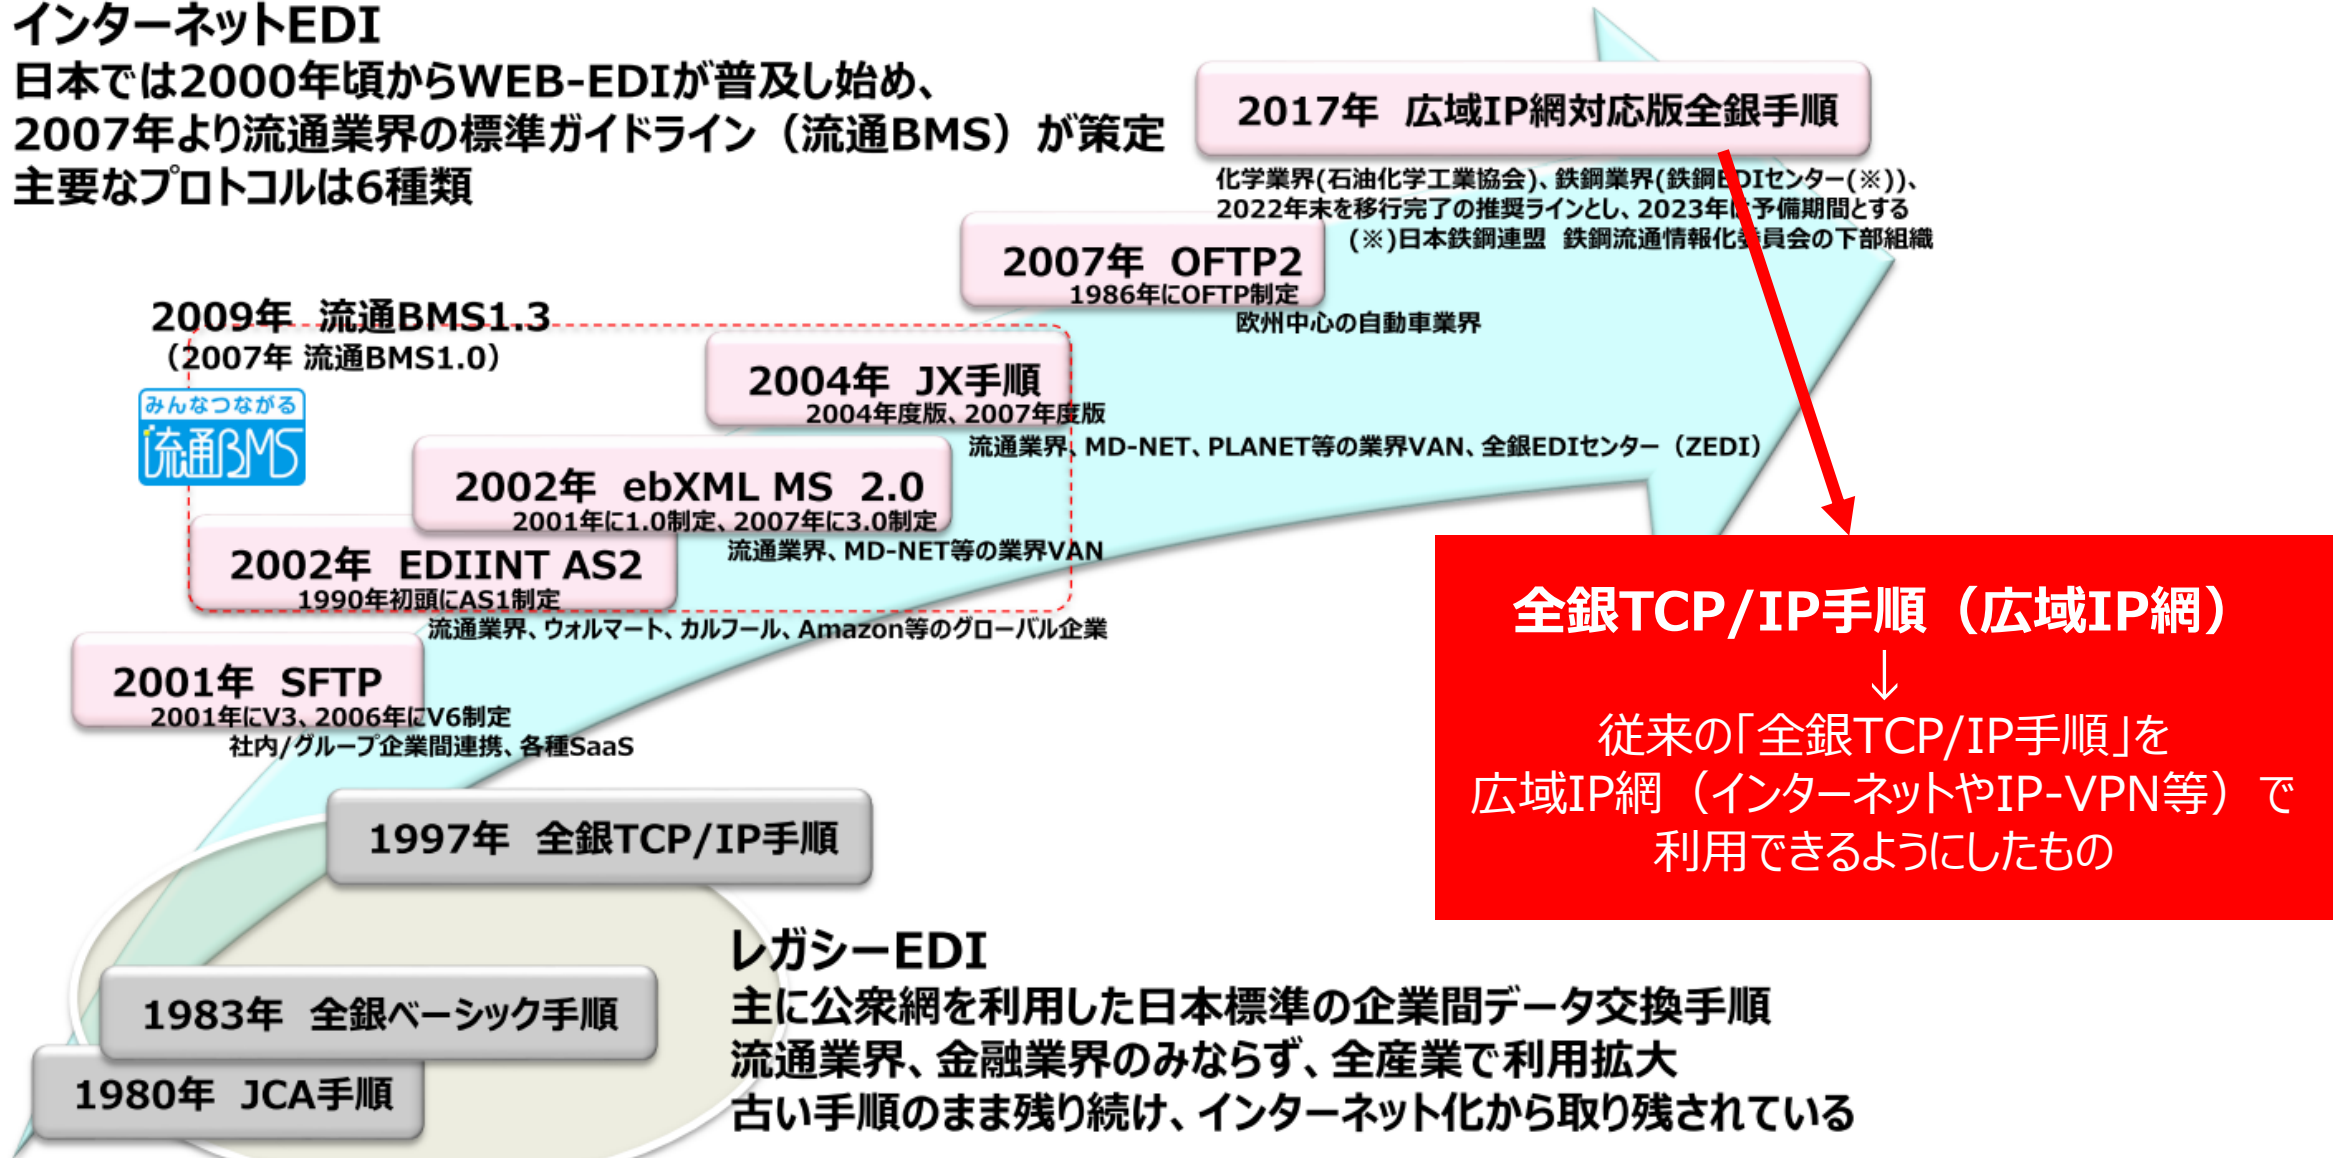 インターネットEDI
日本では2000年頃からWEB-EDIが普及し始め、
2007年より流通業界の標準ガイドライン（流通BMS）が策定
主要なプロトコルは6種類
2017年 広域IP網対応版全銀手順
化学業界(石油化学工業協会)、鉄鋼業界(鉄鋼EDIセンター(※))、
2022年末を移行完了の推奨ラインとし、2023年は予備期間とする
(※)日本鉄鋼連盟 鉄鋼流通情報化委員会の下部組織
2007年 OFTP2
1986年にOFTP制定
欧州中心の自動車業界
2009年 流通BMS1.3
（2007年 流通BMS1.0）
みんなつながる
流通BMS
2004年 JX手順
2004年度版、2007年度版
流通業界、MD-NET、PLANET等の業界VAN、全銀EDIセンター（ZEDI）
2002年 ebXML MS 2.0
2001年に1.0制定、2007年に3.0制定
流通業界、MD-NET等の業界VAN
2002年 EDIINT AS2
1990年初頭にAS1制定
流通業界、ウォルマート、カルフール、Amazon等のグローバル企業
2001年 SFTP
2001年にV3、2006年にV6制定
社内/グループ企業間連携、各種SaaS
全銀TCP/IP手順（広域IP網）
↓
従来の「全銀TCP/IP手順」を
広域IP網（インターネットやIP-VPN等）で
利用できるようにしたもの
1997年 全銀TCP/IP手順
1983年 全銀ベーシック手順
1980年 JCA手順
レガシーEDI
主に公衆網を利用した日本標準の企業間データ交換手順
流通業界、金融業界のみならず、全産業で利用拡大
古い手順のまま残り続け、インターネット化から取り残されている